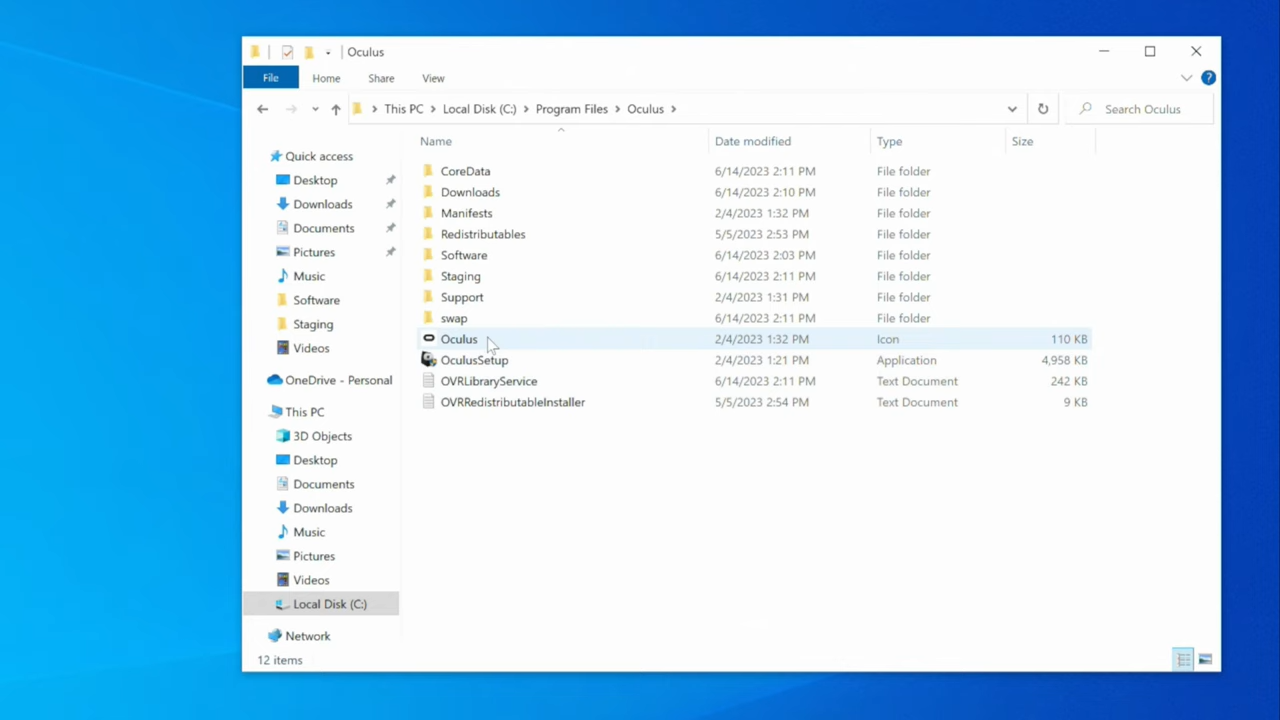 Oculus
File Home Share View
This PC Local Disk (C:) Program Files Oculus Search Oculus
Name Date modified Type Size
CoreData 6/14/2023 2:11 PM File folder
Downloads 6/14/2023 2:10 PM File folder
Manifests 2/4/2023 1:32 PM File folder
Redistributables 5/5/2023 2:53 PM File folder
Software 6/14/2023 2:03 PM File folder
Staging 6/14/2023 2:11 PM File folder
Support 2/4/2023 1:31 PM File folder
swap 6/14/2023 2:11 PM File folder
Oculus 2/4/2023 1:32 PM Icon 110 KB
OculusSetup 2/4/2023 1:21 PM Application 4,958 KB
OVRLibraryService 6/14/2023 2:11 PM Text Document 242 KB
OVRRedistributableInstaller 5/5/2023 2:54 PM Text Document 9 KB
Quick access
Desktop
Downloads
Documents
Pictures
Music
Software
Staging
Videos
OneDrive - Personal
This PC
3D Objects
Desktop
Documents
Downloads
Music
Pictures
Videos
Local Disk (C:)
Network
12 items